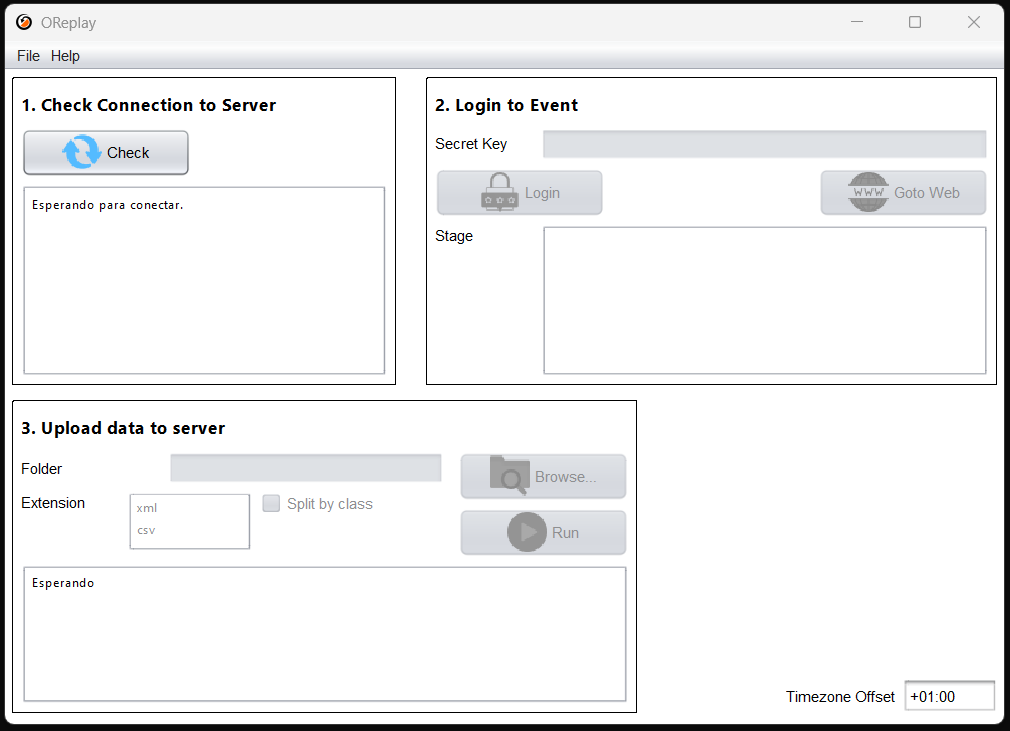 OReplay
File Help
1. Check Connection to Server
Check
Esperando para conectar.
2. Login to Event
Secret Key
Login
WWW
Goto Web
Stage
3. Upload data to server
Folder
Browse...
Extension
xml
csv
Split by class
Run
Esperando
Timezone Offset +01:00